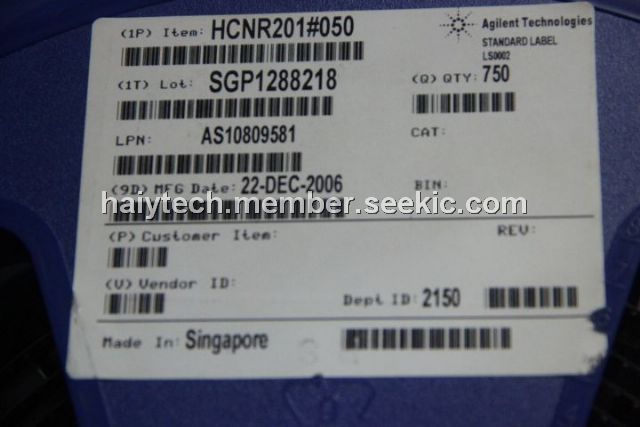 (1P) Item: HCNR201#050
Agilent Technologies
STANDARD LABEL
LS0002
(1T) Lot: SGP1288218
(Q) QTY: 750
LPN: AS10809581
CAT:
(9D) MFG Date: 22-DEC-2006
BIN:
haiytech.member.seekic.com
(P) Customer Item:
REV:
(V) Vendor ID:
Dept ID: 2150
Made In: Singapore